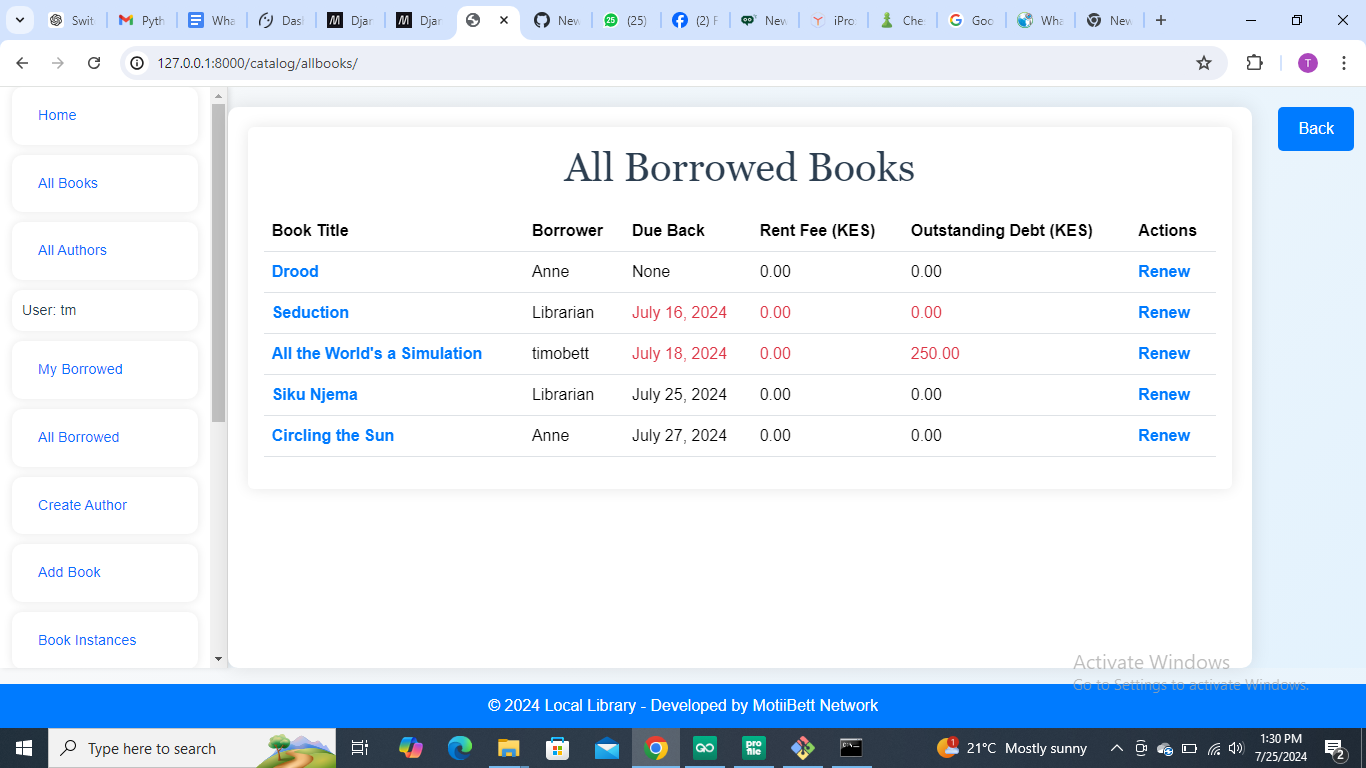 Swit
Pyth
Wha
Dasl
Djar
Djar
Nev
(25)
(2) F
Nev
iPro
Che
Goo
Wha
Nev
127.0.0.1:8000/catalog/allbooks/
T
Home
All Books
All Authors
User: tm
My Borrowed
All Borrowed
Create Author
Add Book
Book Instances
Back
All Borrowed Books
Book Title Borrower Due Back Rent Fee (KES) Outstanding Debt (KES) Actions
Drood Anne None 0.00 0.00 Renew
Seduction Librarian July 16, 2024 0.00 0.00 Renew
All the World's a Simulation timobett July 18, 2024 0.00 250.00 Renew
Siku Njema Librarian July 25, 2024 0.00 0.00 Renew
Circling the Sun Anne July 27, 2024 0.00 0.00 Renew
Activate Windows
Go to Settings to activate Windows.
© 2024 Local Library - Developed by MotiiBett Network
Type here to search
pro
file
1
21°C Mostly sunny
1:30 PM
7/25/2024
2